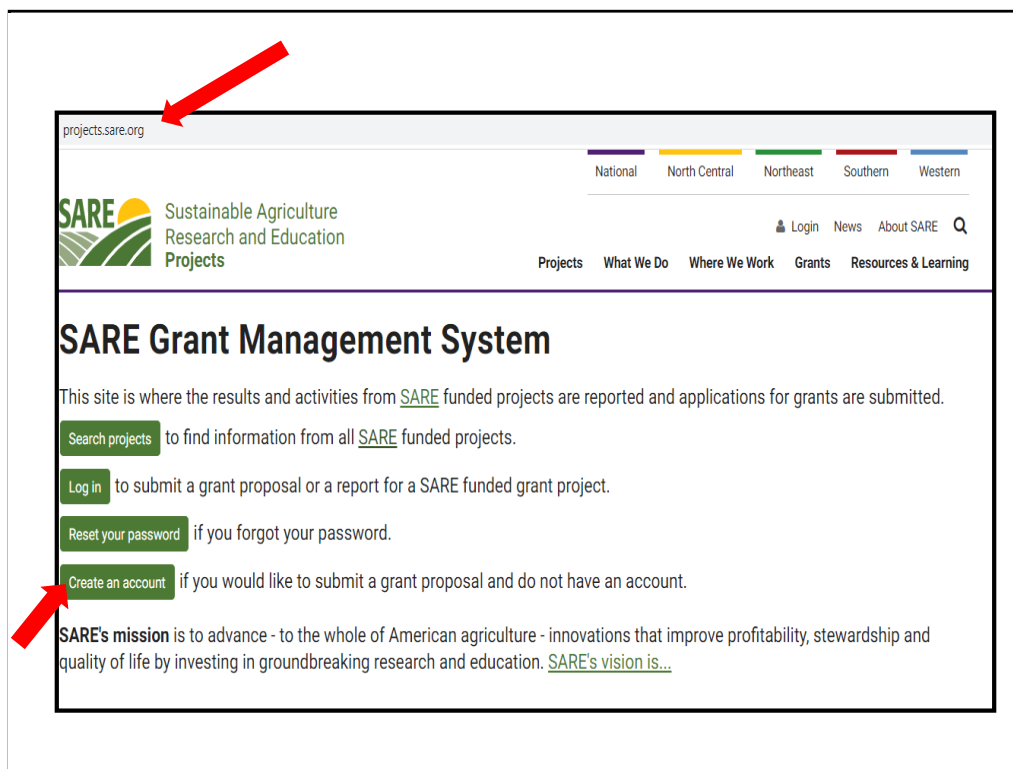 projects.sare.org
National North Central Northeast Southern Western
SARE
Sustainable Agriculture
Research and Education
Projects
Login News About SARE
Projects What We Do Where We Work Grants Resources & Learning
SARE Grant Management System
This site is where the results and activities from SARE funded projects are reported and applications for grants are submitted.
Search projects to find information from all SARE funded projects.
Log in to submit a grant proposal or a report for a SARE funded grant project.
Reset your password if you forgot your password.
Create an account if you would like to submit a grant proposal and do not have an account.
SARE's mission is to advance - to the whole of American agriculture - innovations that improve profitability, stewardship and
quality of life by investing in groundbreaking research and education. SARE's vision is...